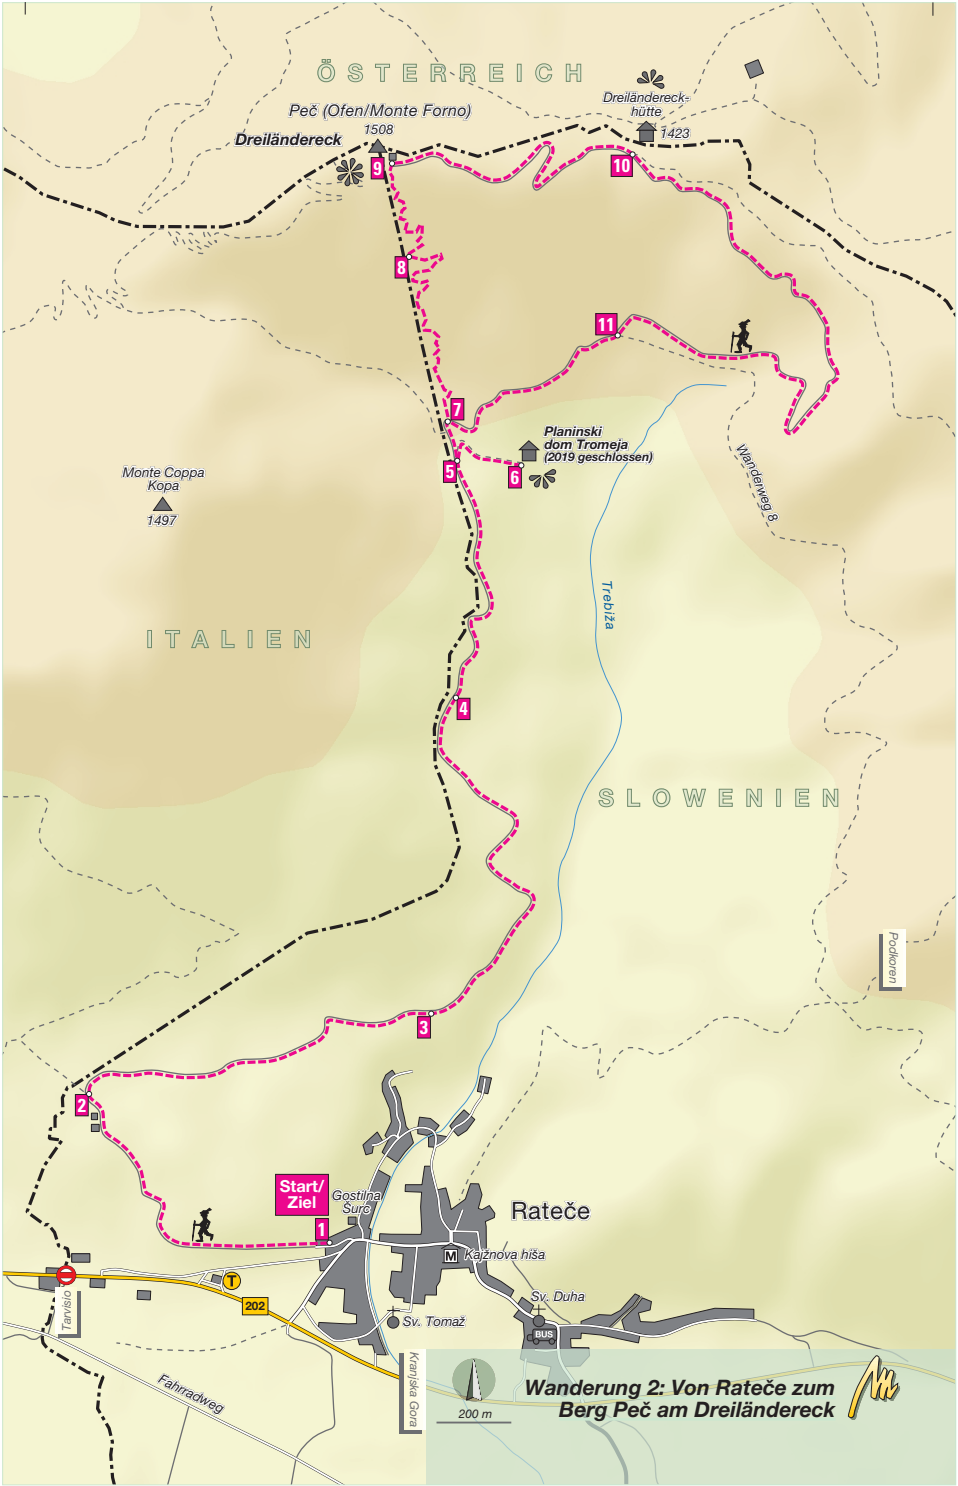 ÖSTERREICH
Peč (Ofen/Monte Forno)
1508
Dreiländereck
Dreiländereck-
hütte
1423
9
10
8
11
7
Planinski
dom Tromeja
(2019 geschlossen)
5
6
Monte Coppa
Kopa
1497
Wanderweg 8
Trebiža
ITALIEN
4
SLOWENIEN
Podkoren
3
2
Start/
Ziel
1
Gostilna
Šurc
Rateče
M
Kajžnova hiša
T
202
Tarvisio
Sv. Duha
Sv. Tomaž
BUS
Fahrradweg
Kranjska Gora
200 m
Wanderung 2: Von Rateče zum
Berg Peč am Dreiländereck